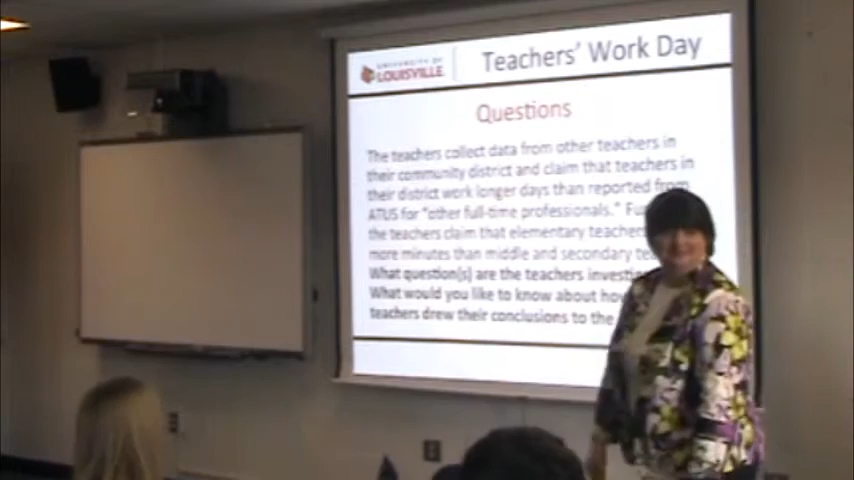 UNIVERSITY OF
LOUISVILLE
Teachers' Work Day
Questions
The teachers collect data from other teachers in
their community district and claim that teachers in
their district work longer days than reported from
ATUS for "other full-time professionals." Fu
the teachers claim that elementary teachers
more minutes than middle and secondary te
What question(s) are the teachers investi
What would you like to know about how
teachers drew their conclusions to the